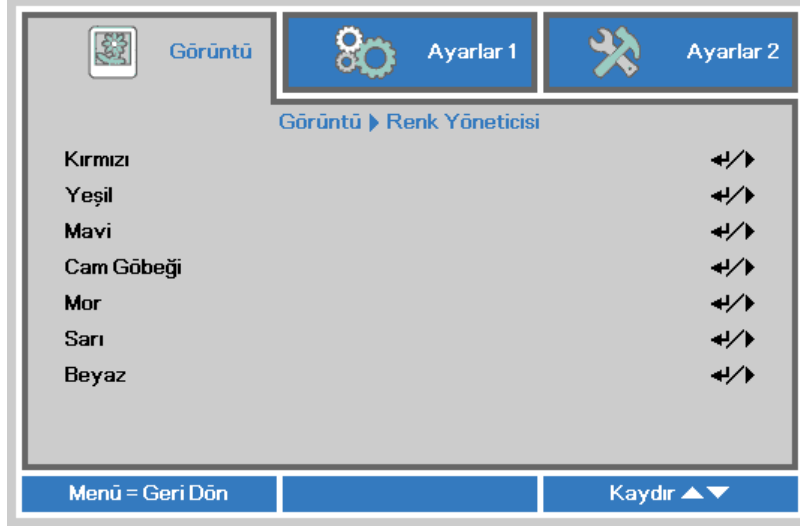 Görüntü
Ayarlar 1
Ayarlar 2
Görüntü ▶ Renk Yöneticisi
Kırmızı
Yeşil
Mavi
Cam Göbeği
Mor
Sarı
Beyaz
Menü = Geri Dön
Kaydır ▲▼